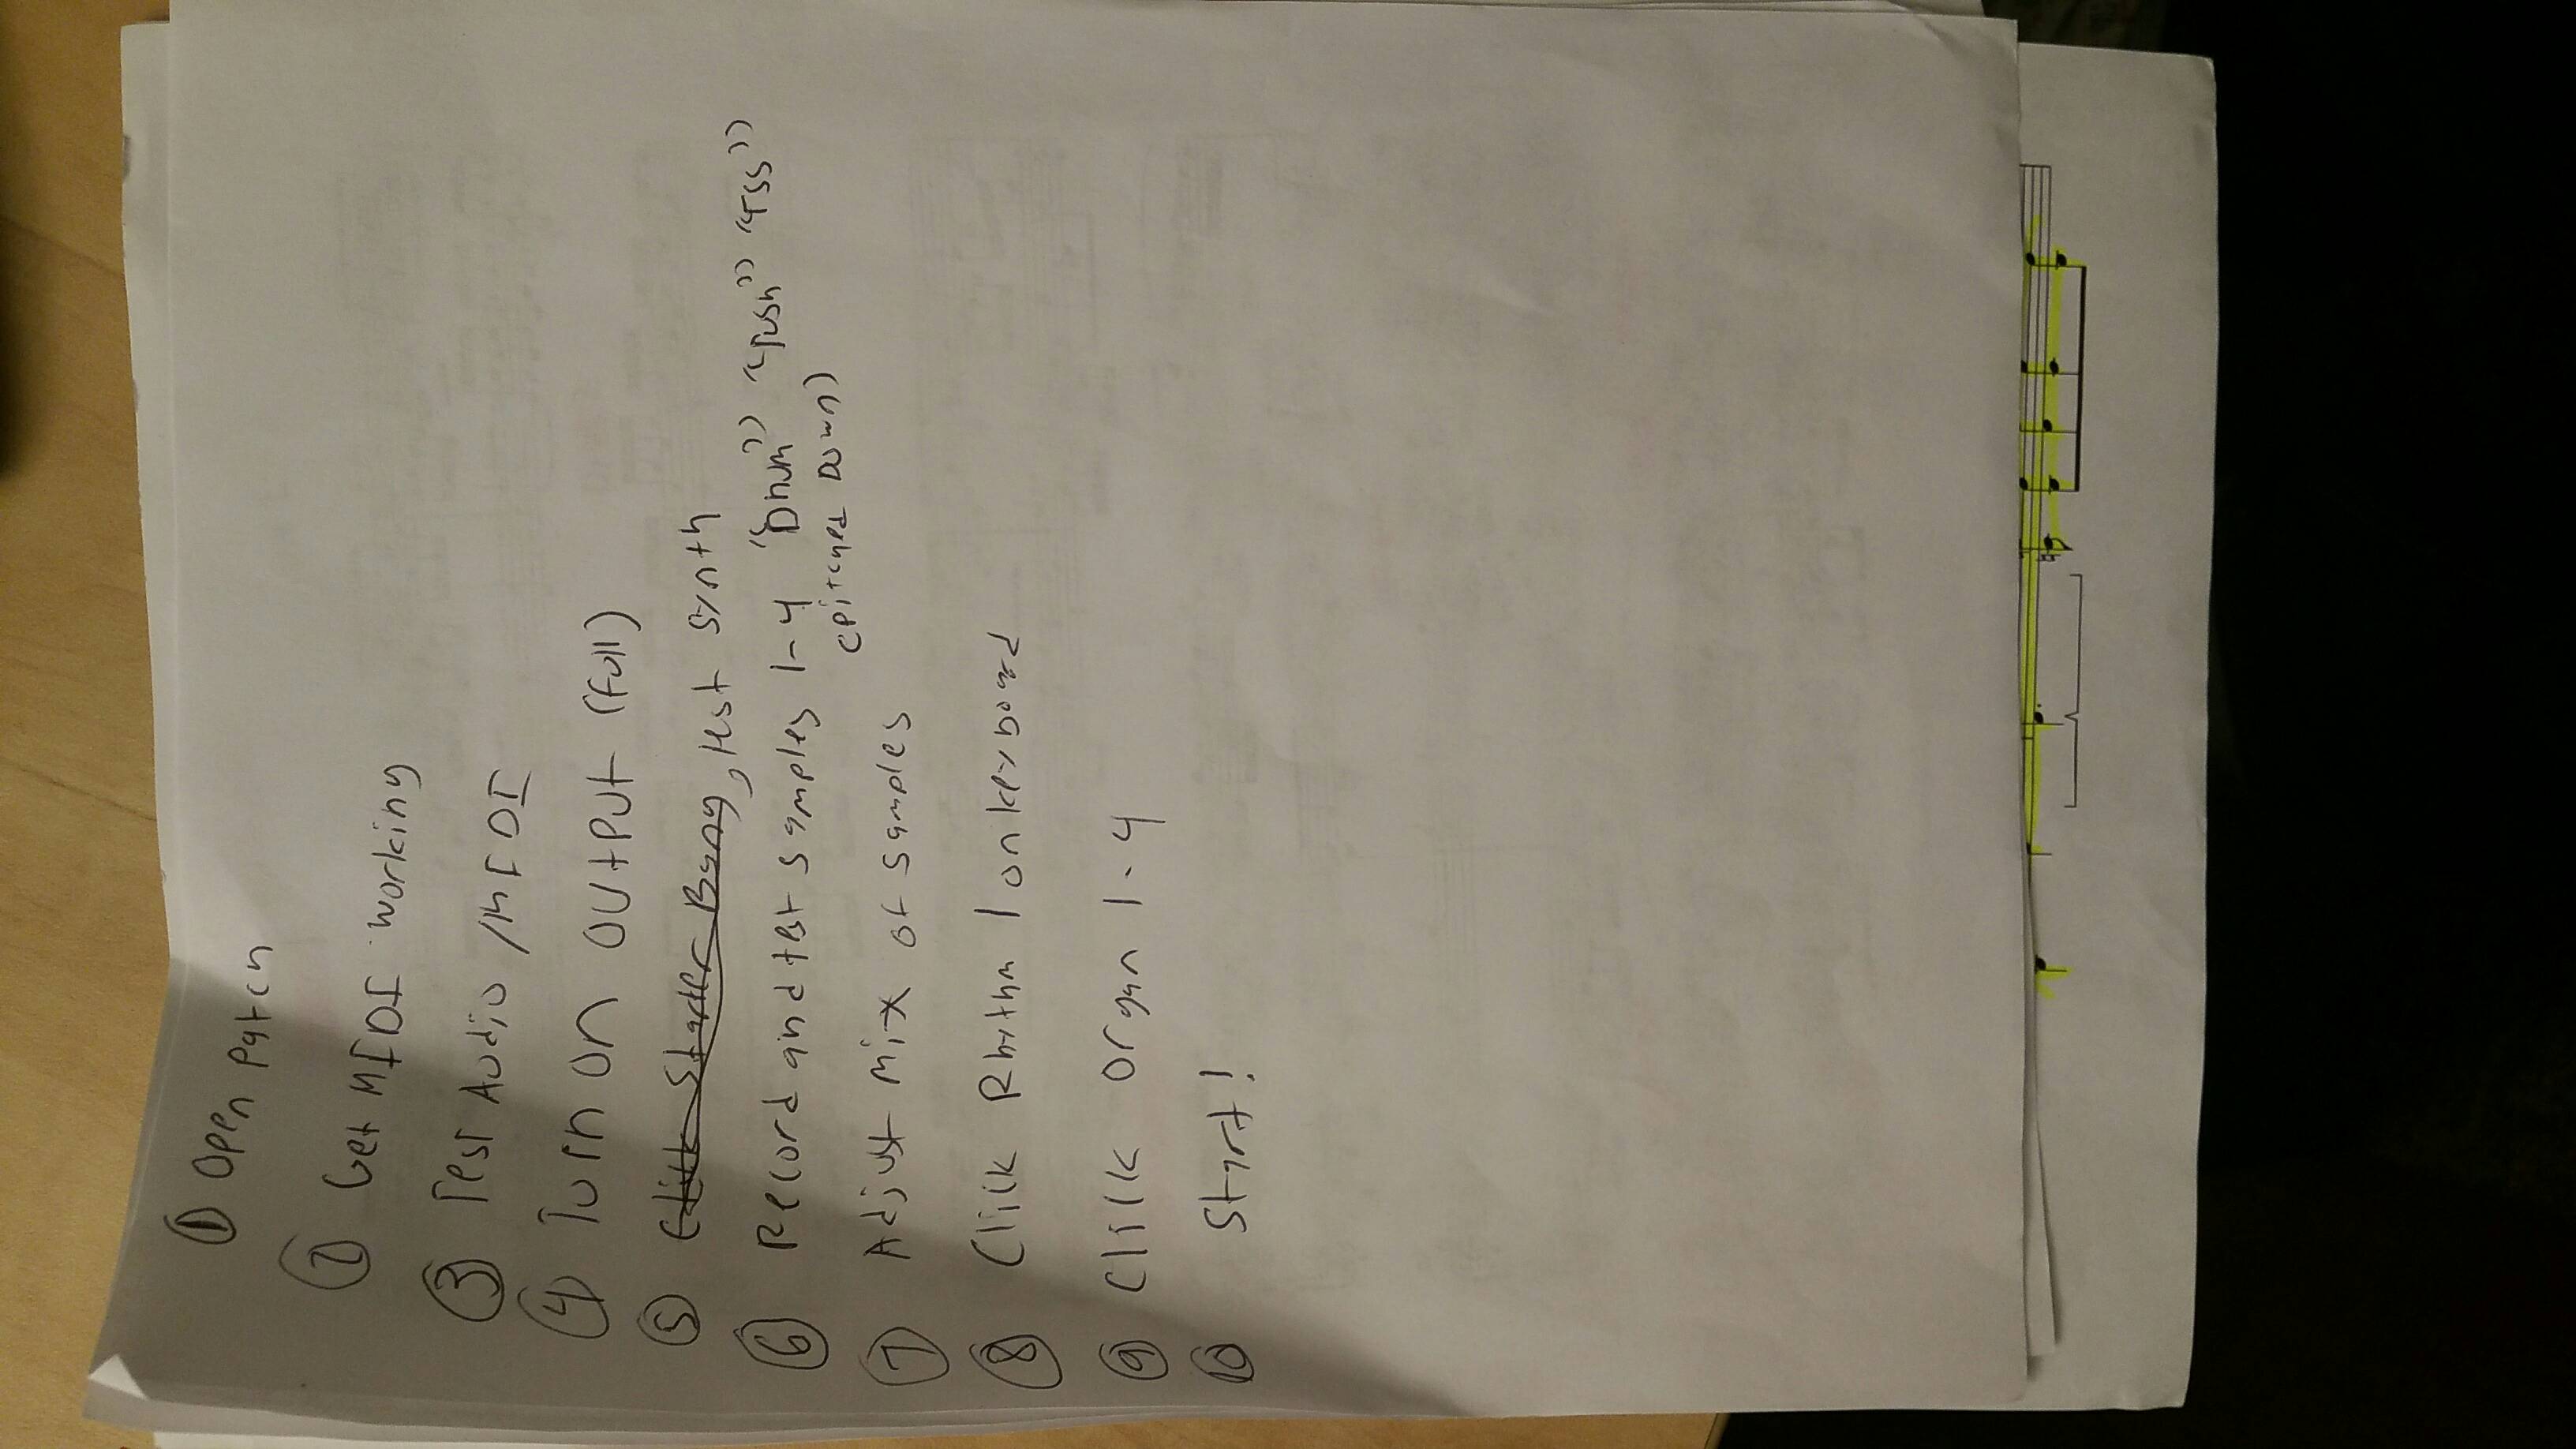 ① Open Patch
② Get MIDI working
③ Test Audio/MIDI
④ Turn on output (full)
⑤ Click Starter Bang, test synth
⑥ Record and test samples 1-4 "Dhum" "Push" "Tss"
(pitched Down)
⑦ Adjust Mix of samples
⑧ Click Rhythm 1 on keyboard
⑨ Click organ 1-4
⑩ Start!